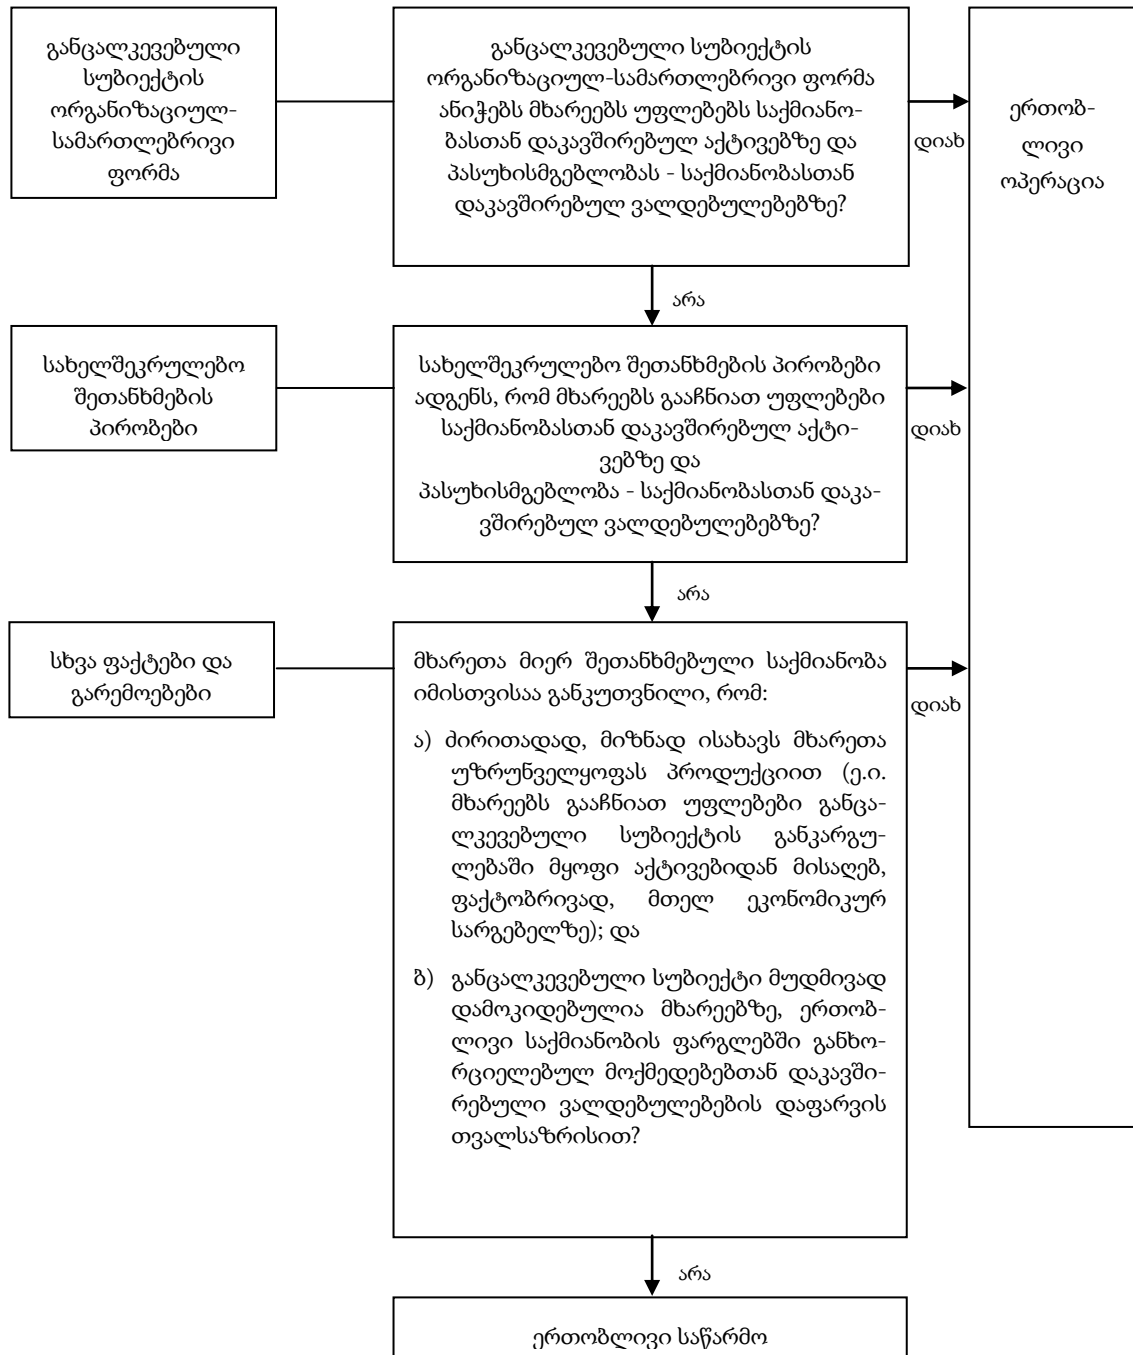 განცალკევებული
სუბიექტის
ორგანიზაციულ-
სამართლებრივი
ფორმა
განცალკევებული სუბიექტის
ორგანიზაციულ-სამართლებრივი ფორმა
ანიჭებს მხარეებს უფლებებს საქმიანო-
ბასთან დაკავშირებულ აქტივებზე და
პასუხისმგებლობას - საქმიანობასთან
დაკავშირებულ ვალდებულებებზე?
დიახ
ერთობ-
ლივი
ოპერაცია
არა
სახელშეკრულებო
შეთანხმების
პირობები
სახელშეკრულებო შეთანხმების პირობები
ადგენს, რომ მხარეებს გააჩნიათ უფლებები
საქმიანობასთან დაკავშირებულ აქტი-
ვებზე და
პასუხისმგებლობა - საქმიანობასთან დაკა-
ვშირებულ ვალდებულებებზე?
დიახ
არა
სხვა ფაქტები და
გარემოებები
მხარეთა მიერ შეთანხმებული საქმიანობა
იმისთვისაა განკუთვნილი, რომ:
ა) ძირითადად, მიზნად ისახავს მხარეთა
უზრუნველყოფას პროდუქციით (ე.ი.
მხარეებს გააჩნიათ უფლებები განცა-
ლკევებული სუბიექტის განკარგუ-
ლებაში მყოფი აქტივებიდან მისაღებ,
ფაქტობრივად, მთელ ეკონომიკურ
სარგებელზე); და
ბ) განცალკევებული სუბიექტი მუდმივად
დამოკიდებულია მხარეებზე, ერთობ-
ლივი საქმიანობის ფარგლებში განხო-
რციელებულ მოქმედებებთან დაკავში-
რებული ვალდებულებების დაფარვის
თვალსაზრისით?
დიახ
არა
ერთობლივი საწარმო